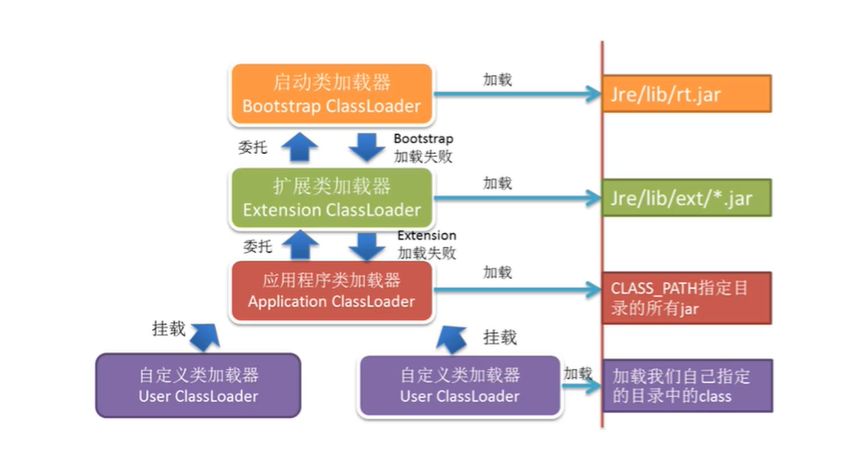 启动类加载器
Bootstrap ClassLoader
加载
Jre/lib/rt.jar
委托
Bootstrap
加载失败
扩展类加载器
Extension ClassLoader
加载
Jre/lib/ext/*.jar
委托
Extension
加载失败
应用程序类加载器
Application ClassLoader
加载
CLASS_PATH指定目
录的所有jar
挂载
挂载
自定义类加载器
User ClassLoader
自定义类加载器
User ClassLoader
加载
加载我们自己指定
的目录中的class